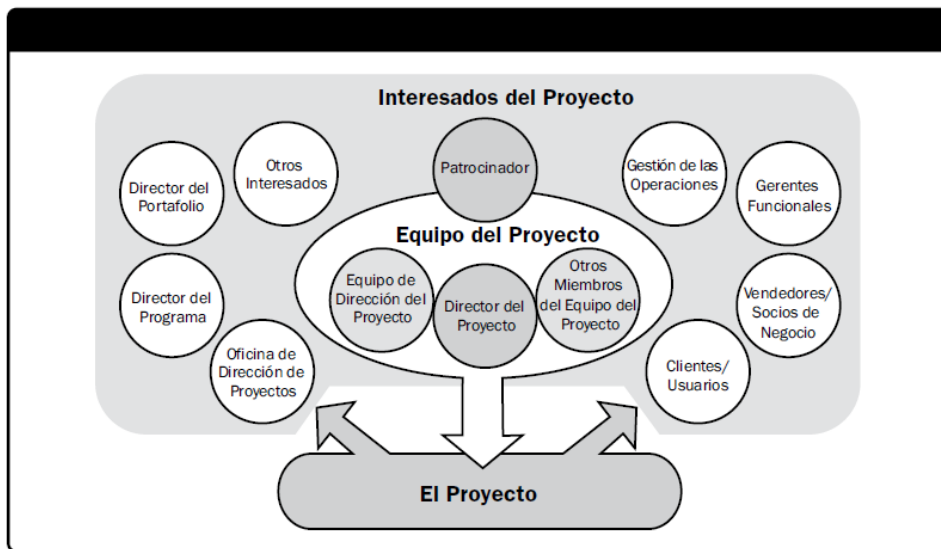 Interesados del Proyecto
Patrocinador
Otros
Interesados
Director del
Portafolio
Director del
Programa
Oficina de
Dirección de
Proyectos
Gestión de las
Operaciones
Gerentes
Funcionales
Vendedores/
Socios de
Negocio
Clientes/
Usuarios
Equipo del Proyecto
Equipo de
Dirección del
Proyecto
Director del
Proyecto
Otros
Miembros
del Equipo del
Proyecto
El Proyecto